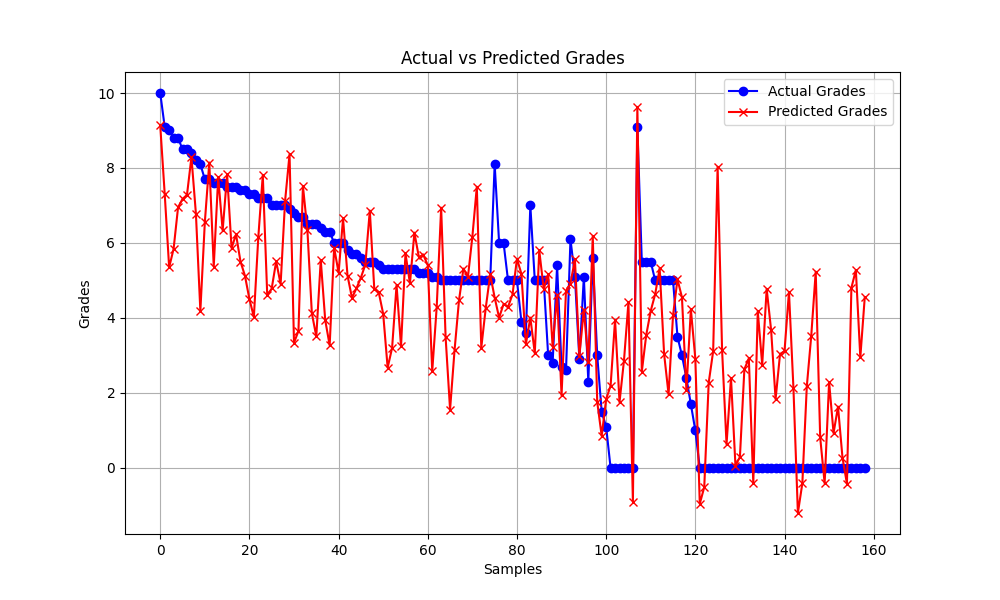 Actual vs Predicted Grades
Actual Grades
Predicted Grades
10
8
6
4
2
0
Grades
0 20 40 60 80 100 120 140 160
Samples